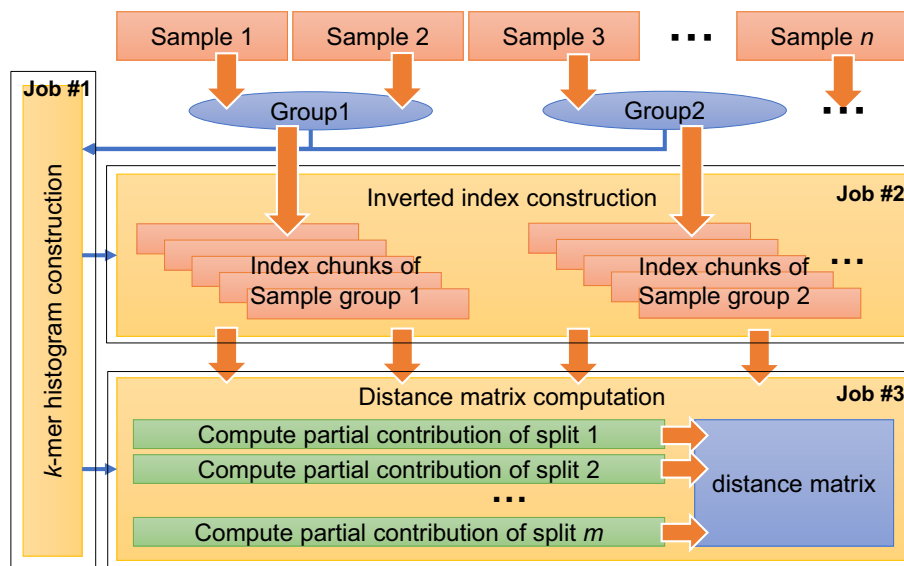 Sample 1
Sample 2
Sample 3
...
Sample n
Job #1
Group1
Group2
...
k-mer histogram construction
Inverted index construction
Job #2
Index chunks of
Sample group 1
Index chunks of
Sample group 2
...
Distance matrix computation
Job #3
Compute partial contribution of split 1
Compute partial contribution of split 2
...
Compute partial contribution of split m
distance matrix